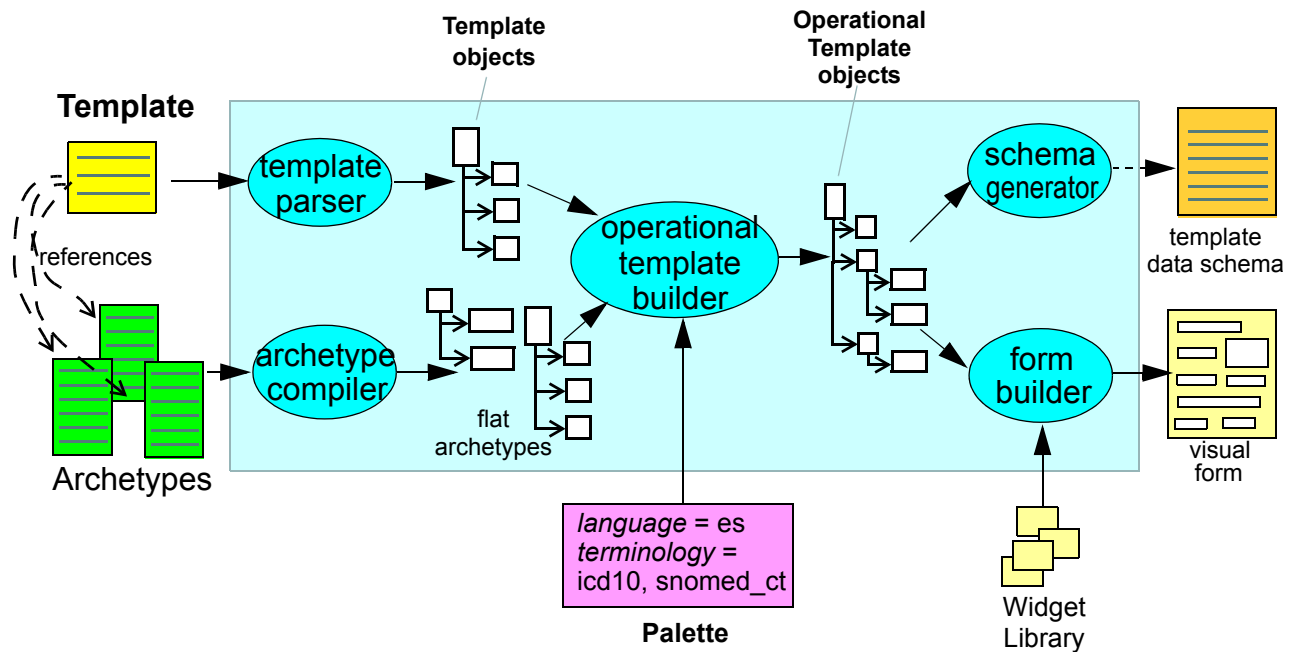 Template
objects
Operational
Template
objects
Template
template
parser
schema
generator
references
operational
template
builder
template
data schema
archetype
compiler
flat
archetypes
form
builder
visual
form
Archetypes
language = es
terminology =
icd10, snomed_ct
Palette
Widget
Library